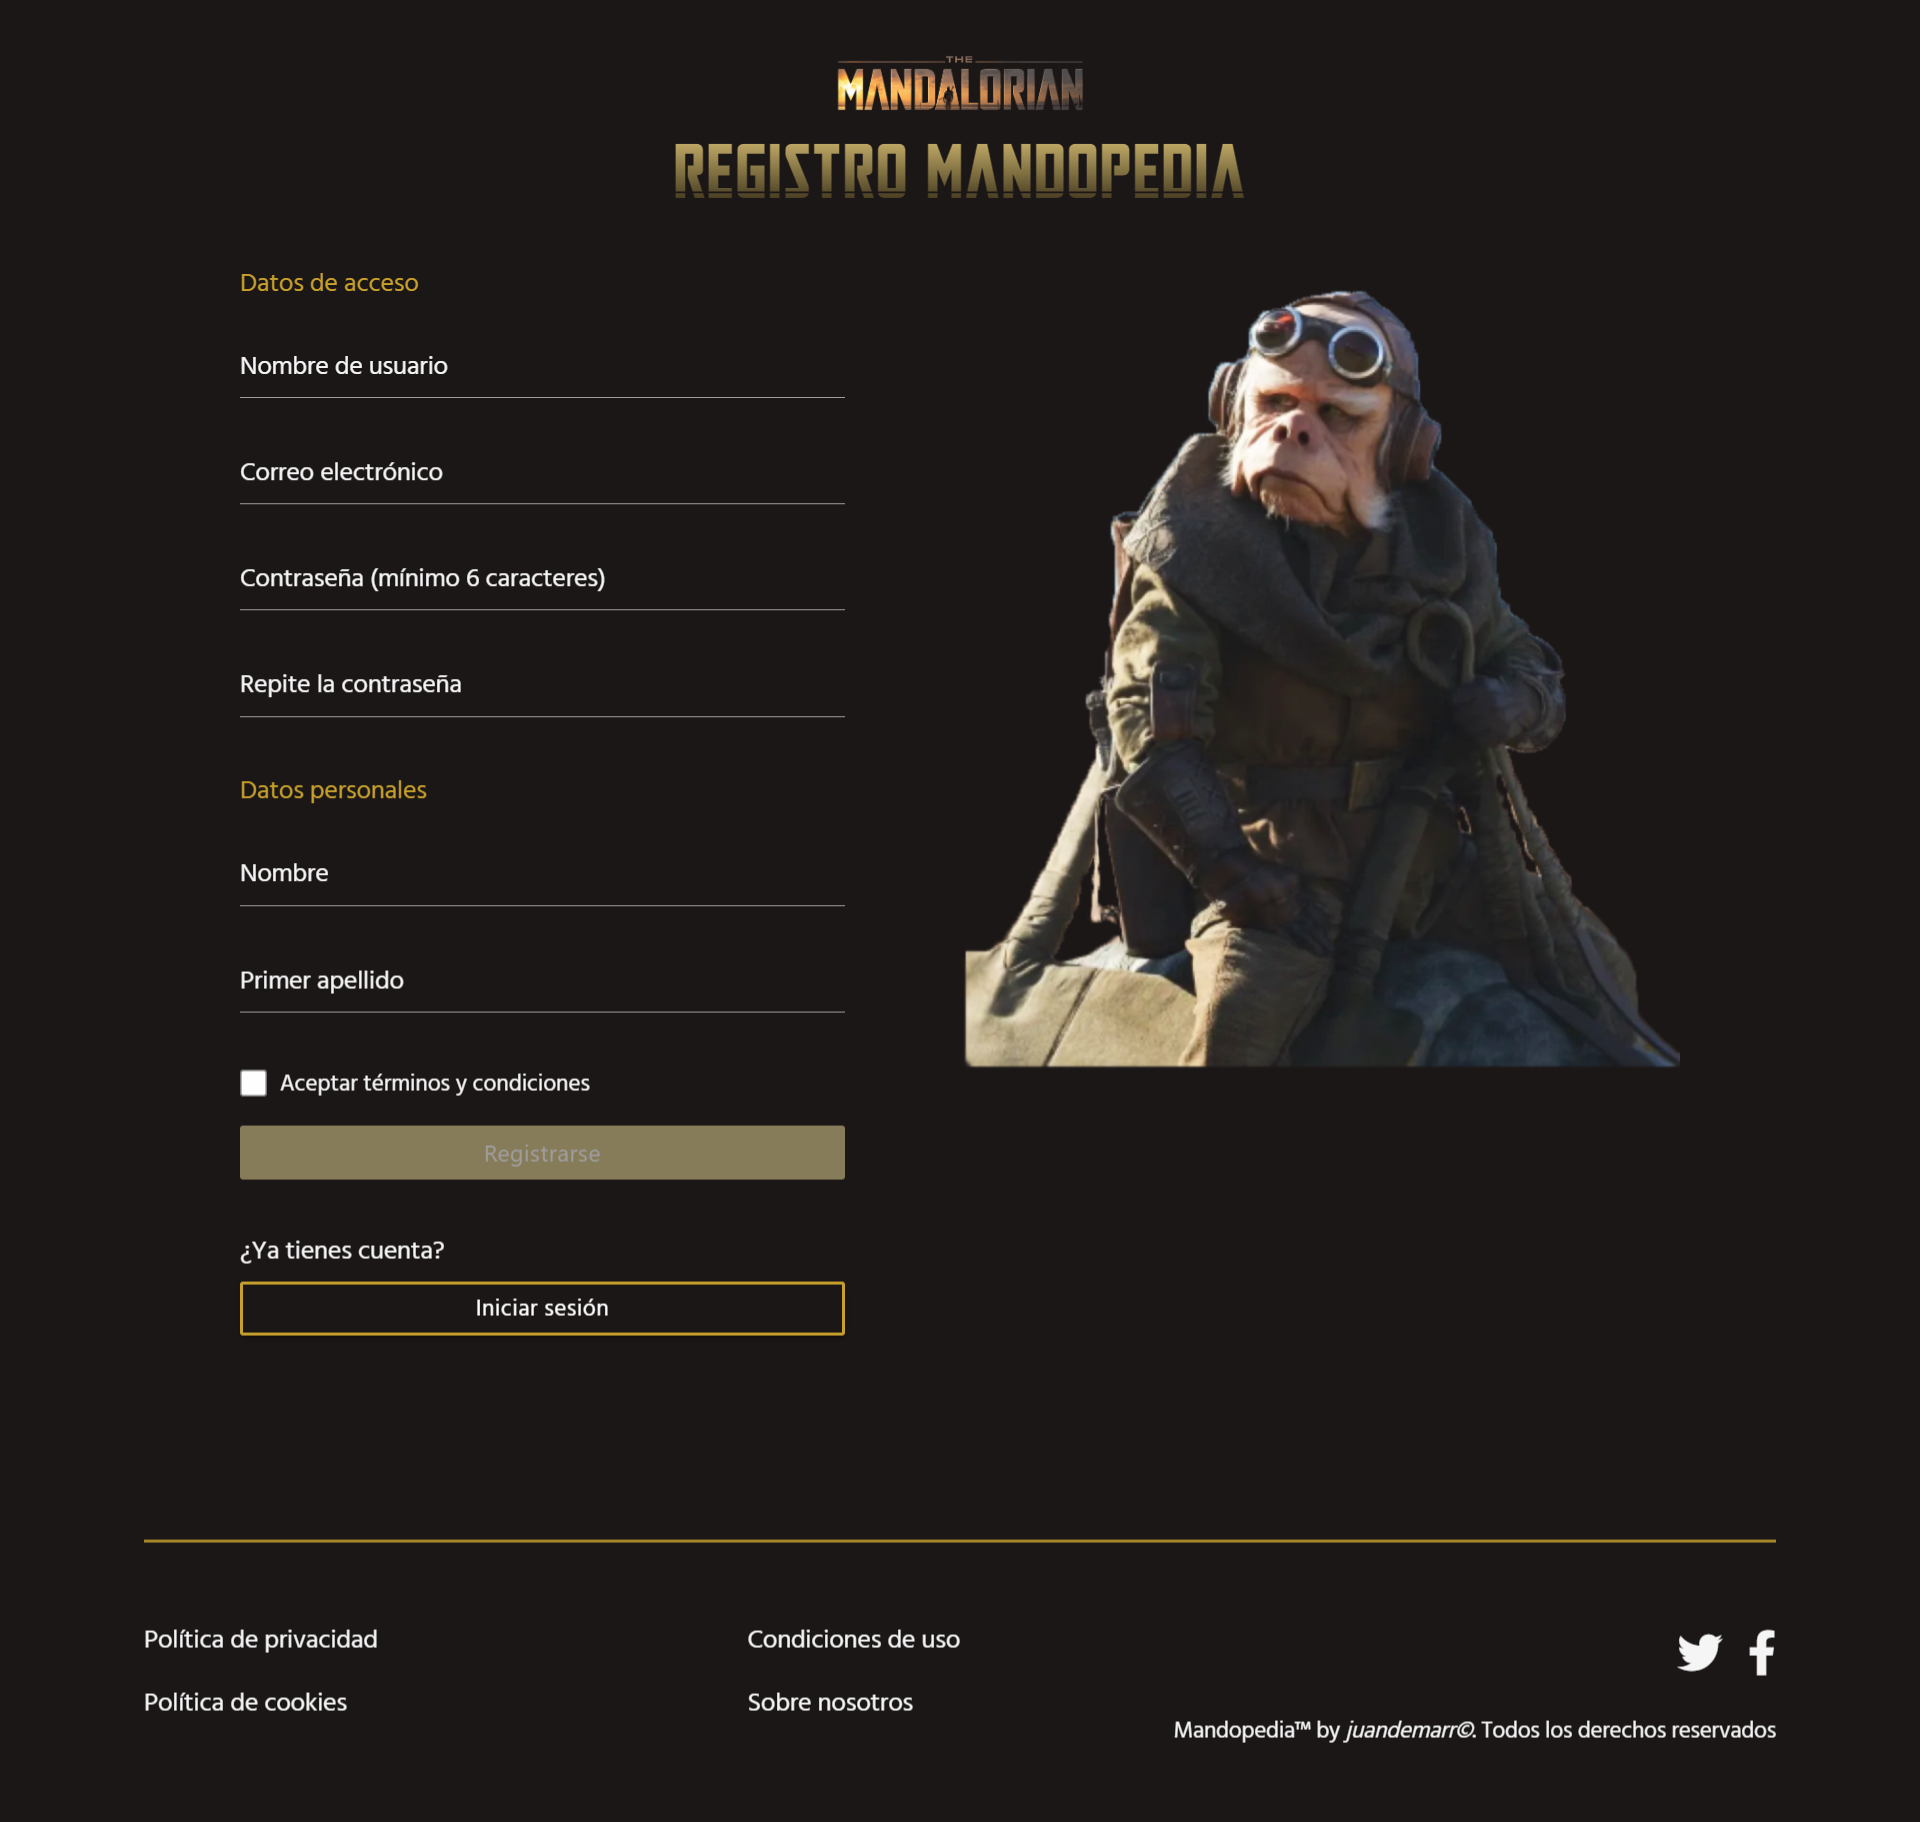 THE
MANDALORIAN
REGISTRO MANDOPEDIA
Datos de acceso
Nombre de usuario
Correo electrónico
Contraseña (mínimo 6 caracteres)
Repite la contraseña
Datos personales
Nombre
Primer apellido
Aceptar términos y condiciones
Registrarse
¿Ya tienes cuenta?
Iniciar sesión
Política de privacidad
Política de cookies
Condiciones de uso
Sobre nosotros
Mandopedia™ by juandemarr©. Todos los derechos reservados